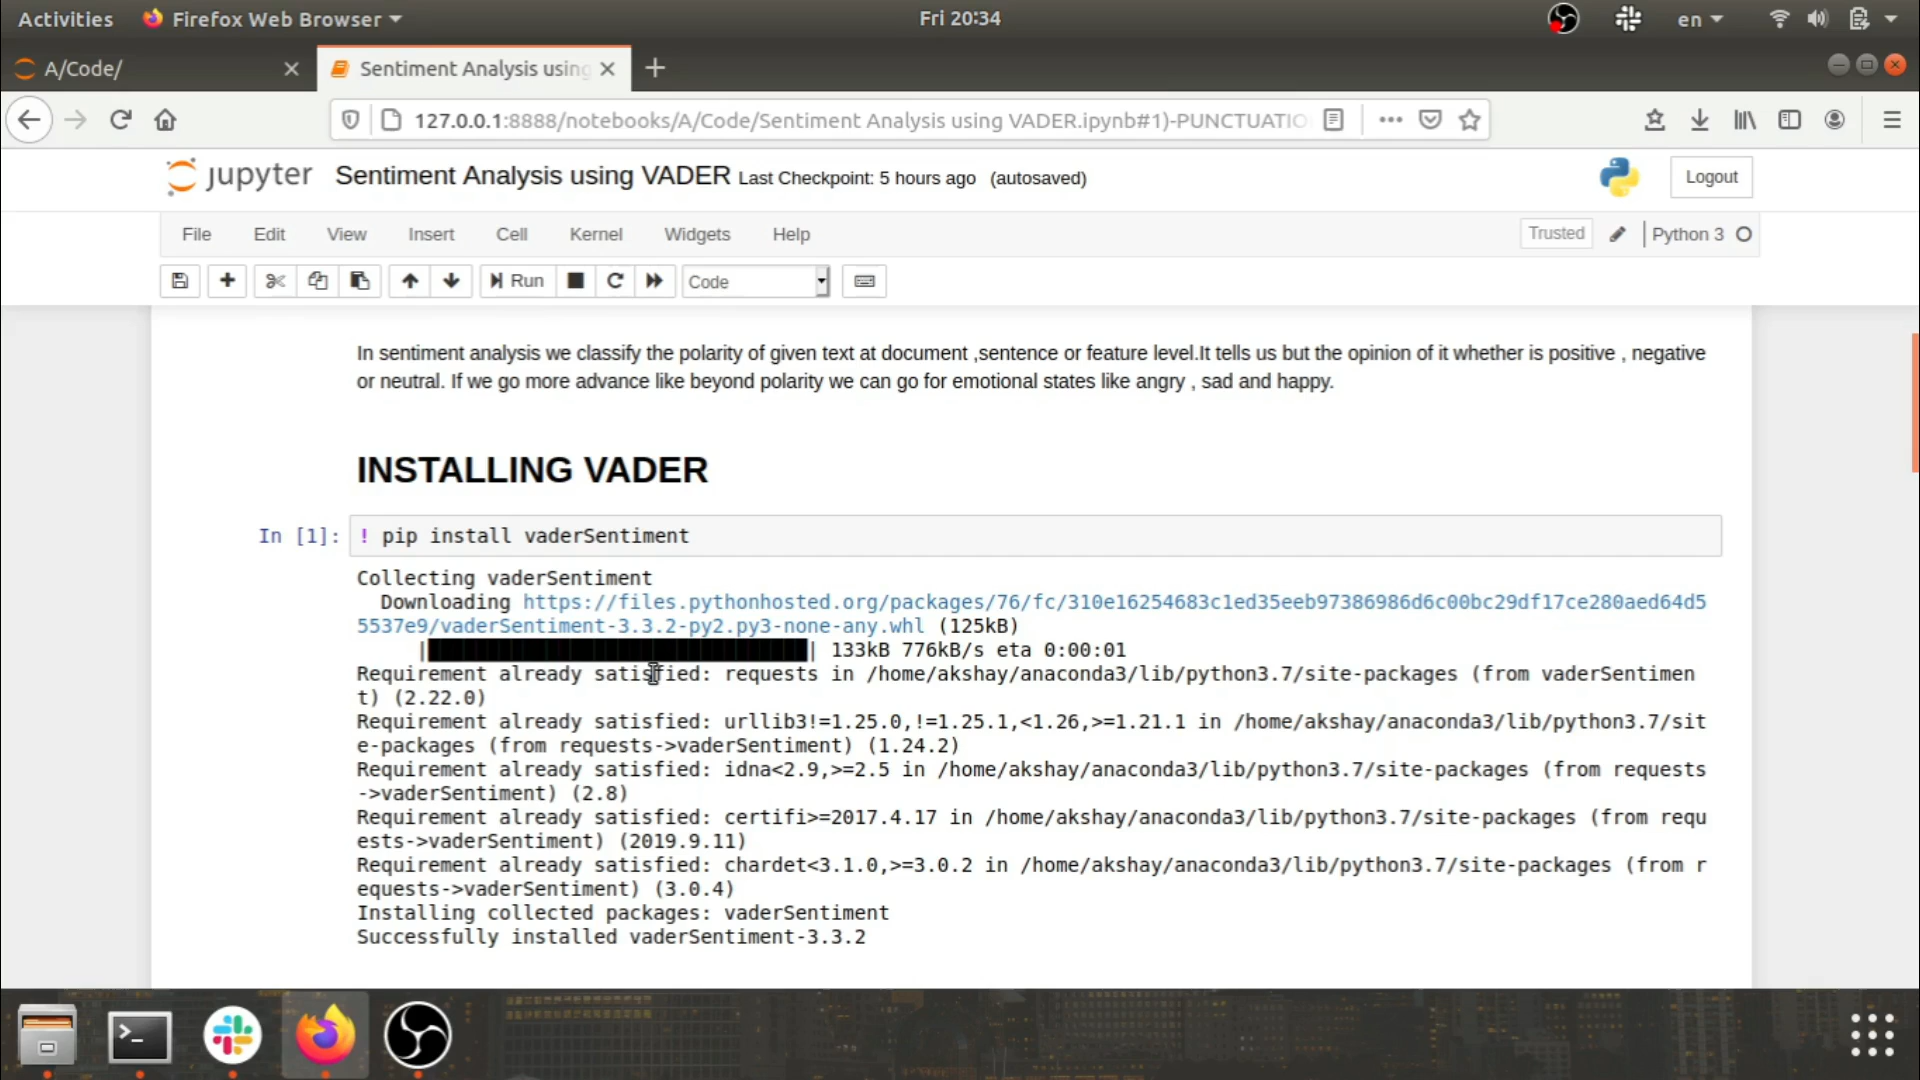 Activities Firefox Web Browser Fri 20:34 en
A/Code/ Sentiment Analysis using
127.0.0.1:8888/notebooks/A/Code/Sentiment Analysis using VADER.ipynb#1)-PUNCTUATIO
jupyter Sentiment Analysis using VADER Last Checkpoint: 5 hours ago (autosaved) Logout
File Edit View Insert Cell Kernel Widgets Help Trusted Python 3
Run Code
In sentiment analysis we classify the polarity of given text at document ,sentence or feature level.It tells us but the opinion of it whether is positive , negative
or neutral. If we go more advance like beyond polarity we can go for emotional states like angry , sad and happy.
INSTALLING VADER
In [1]: ! pip install vaderSentiment
Collecting vaderSentiment
Downloading https://files.pythonhosted.org/packages/76/fc/310e16254683c1ed35eeb97386986d6c00bc29df17ce280aed64d5
5537e9/vaderSentiment-3.3.2-py2.py3-none-any.whl (125kB)
|████████████████████████████████| 133kB 776kB/s eta 0:00:01
Requirement already satisfied: requests in /home/akshay/anaconda3/lib/python3.7/site-packages (from vaderSentimen
t) (2.22.0)
Requirement already satisfied: urllib3!=1.25.0,!=1.25.1,<1.26,>=1.21.1 in /home/akshay/anaconda3/lib/python3.7/sit
e-packages (from requests->vaderSentiment) (1.24.2)
Requirement already satisfied: idna<2.9,>=2.5 in /home/akshay/anaconda3/lib/python3.7/site-packages (from requests
->vaderSentiment) (2.8)
Requirement already satisfied: certifi>=2017.4.17 in /home/akshay/anaconda3/lib/python3.7/site-packages (from requ
ests->vaderSentiment) (2019.9.11)
Requirement already satisfied: chardet<3.1.0,>=3.0.2 in /home/akshay/anaconda3/lib/python3.7/site-packages (from r
equests->vaderSentiment) (3.0.4)
Installing collected packages: vaderSentiment
Successfully installed vaderSentiment-3.3.2